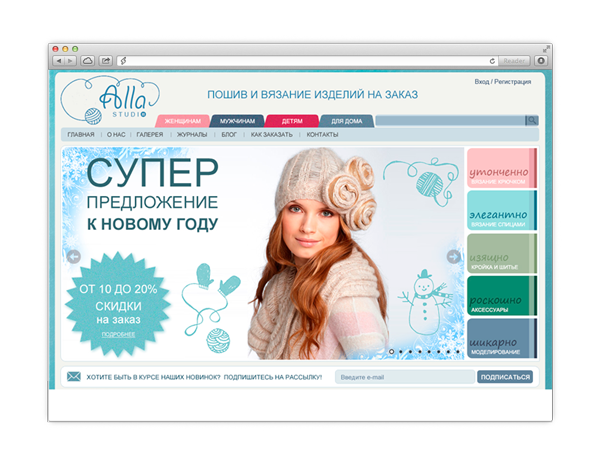 Reader
Вход / Регистрация
Alla
STUDIO
ПОШИВ И ВЯЗАНИЕ ИЗДЕЛИЙ НА ЗАКАЗ
ЖЕНЩИНАМ МУЖЧИНАМ ДЕТЯМ ДЛЯ ДОМА
ГЛАВНАЯ | О НАС | ГАЛЕРЕЯ | ЖУРНАЛЫ | БЛОГ | КАК ЗАКАЗАТЬ | КОНТАКТЫ
СУПЕР
ПРЕДЛОЖЕНИЕ
К НОВОМУ ГОДУ
ОТ 10 ДО 20%
СКИДКИ
на заказ
ПОДРОБНЕЕ
утонченно
ВЯЗАНИЕ КРЮЧКОМ
элегантно
ВЯЗАНИЕ СПИЦАМИ
изящно
КРОЙКА И ШИТЬЕ
роскошно
АКСЕССУАРЫ
шикарно
МОДЕЛИРОВАНИЕ
ХОТИТЕ БЫТЬ В КУРСЕ НАШИХ НОВИНОК? ПОДПИШИТЕСЬ НА РАССЫЛКУ! Введите e-mail ПОДПИСАТЬСЯ